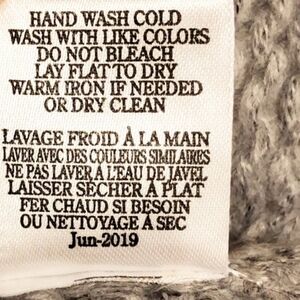 HAND WASH COLD
WASH WITH LIKE COLORS
DO NOT BLEACH
LAY FLAT TO DRY
WARM IRON IF NEEDED
OR DRY CLEAN
LAVAGE FROID À LA MAIN
LAVER AVEC DES COULEURS SIMILAIRES
NE PAS LAVER À L'EAU DE JAVEL
LAISSER SÉCHER À PLAT
FER CHAUD SI BESOIN
OU NETTOYAGE À SEC
Jun-2019